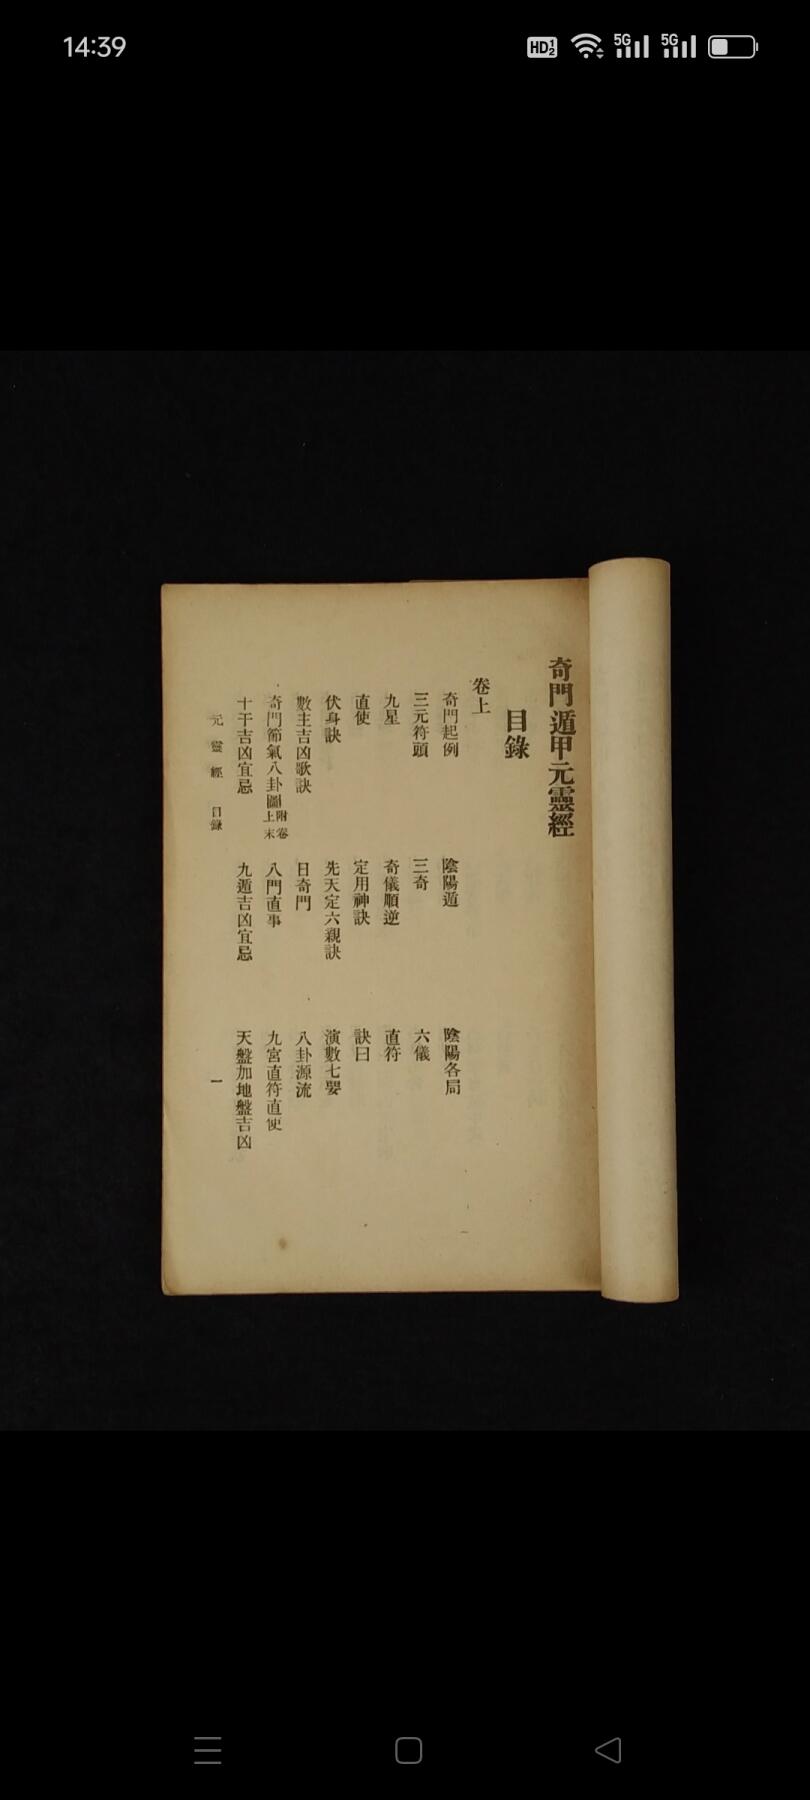 14:39
HD 1 2
5G
5G
奇門遁甲元靈經
目錄
卷上
奇門起例 陰陽遁 陰陽各局
三元符頭 三奇 六儀
九星 奇儀順逆 直符
直使 定用神訣 訣曰
伏身訣 先天定六親訣 演數七要
數主吉凶歌訣 日奇門 八卦源流
奇門節氣八卦圖附卷上末 八門直事 九宮直符直使
十干吉凶宜忌 九遁吉凶宜忌 天盤加地盤吉凶
元靈經 目錄 一